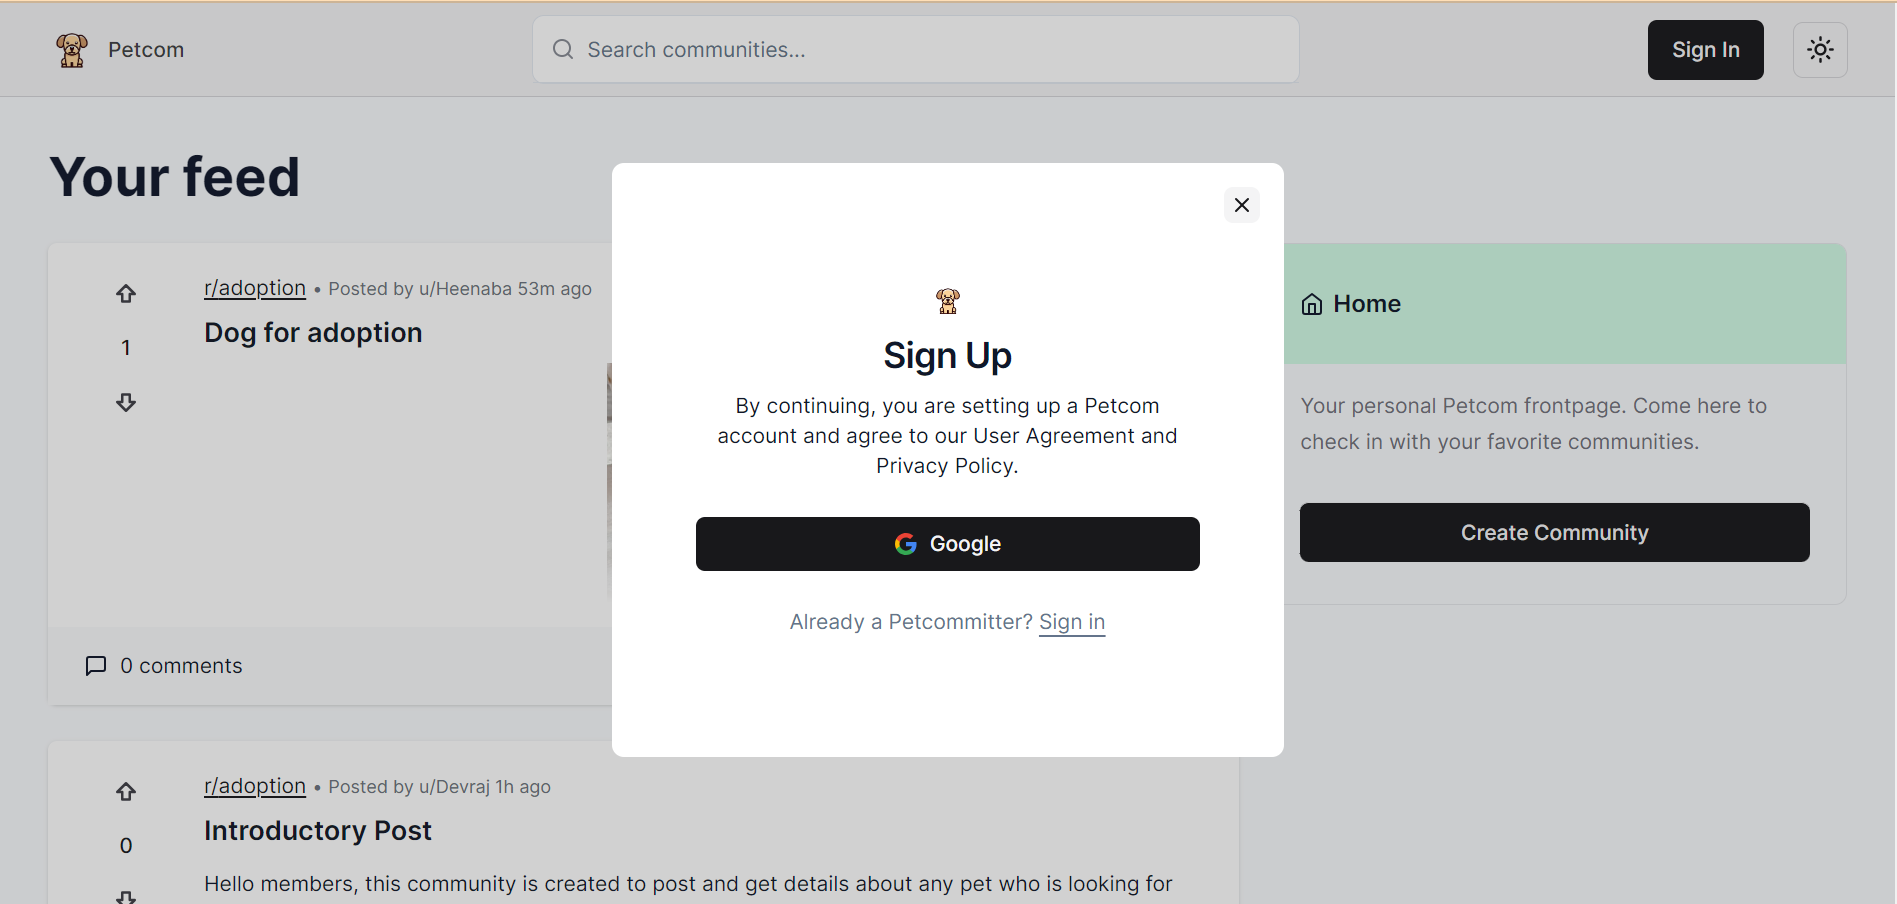 Petcom
Search communities...
Sign In
Your feed
r/adoption • Posted by u/Heenaba 53m ago
Dog for adoption
1
0 comments
Sign Up
By continuing, you are setting up a Petcom
account and agree to our User Agreement and
Privacy Policy.
Google
Already a Petcommitter? Sign in
Home
Your personal Petcom frontpage. Come here to
check in with your favorite communities.
Create Community
r/adoption • Posted by u/Devraj 1h ago
Introductory Post
0
Hello members, this community is created to post and get details about any pet who is looking for